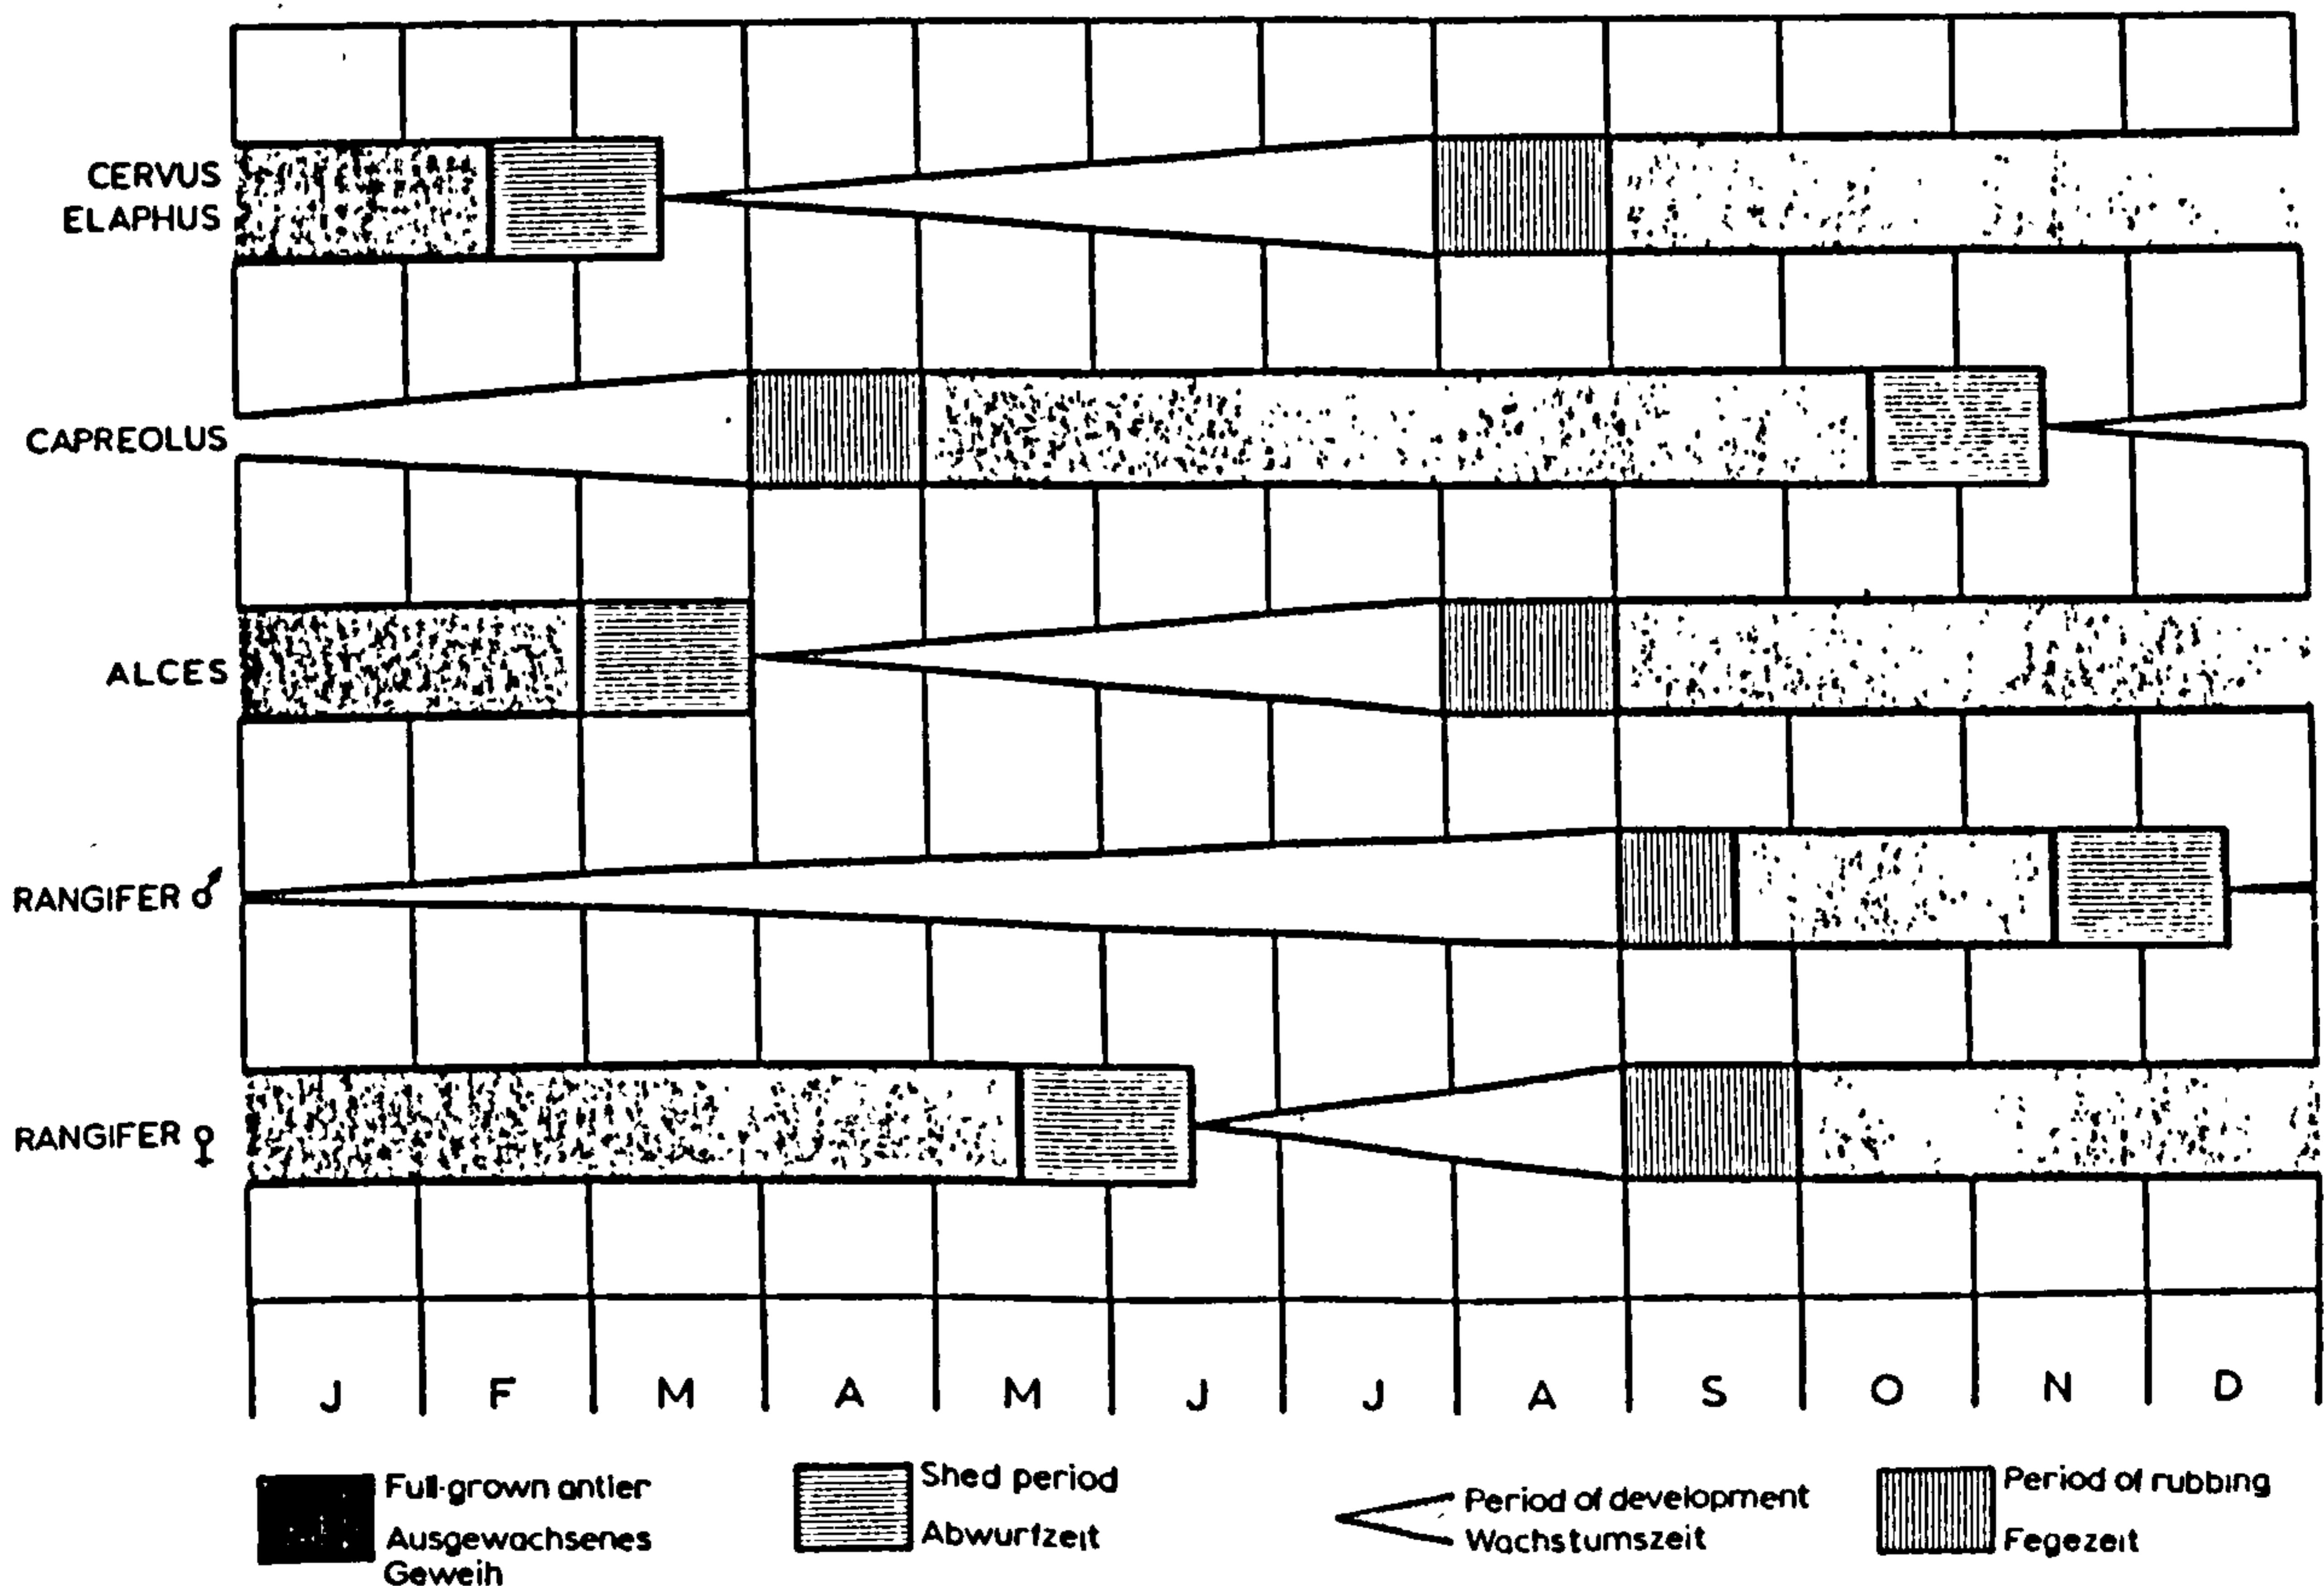 CERVUS
ELAPHUS
CAPREOLUS
ALCES
RANGIFER ♂
RANGIFER ♀
J F M A M J J A S O N D
Full-grown antler
Ausgewachsenes
Geweih
Shed period
Abwurfzeit
Period of development
Wachstumszeit
Period of rubbing
Fegezeit